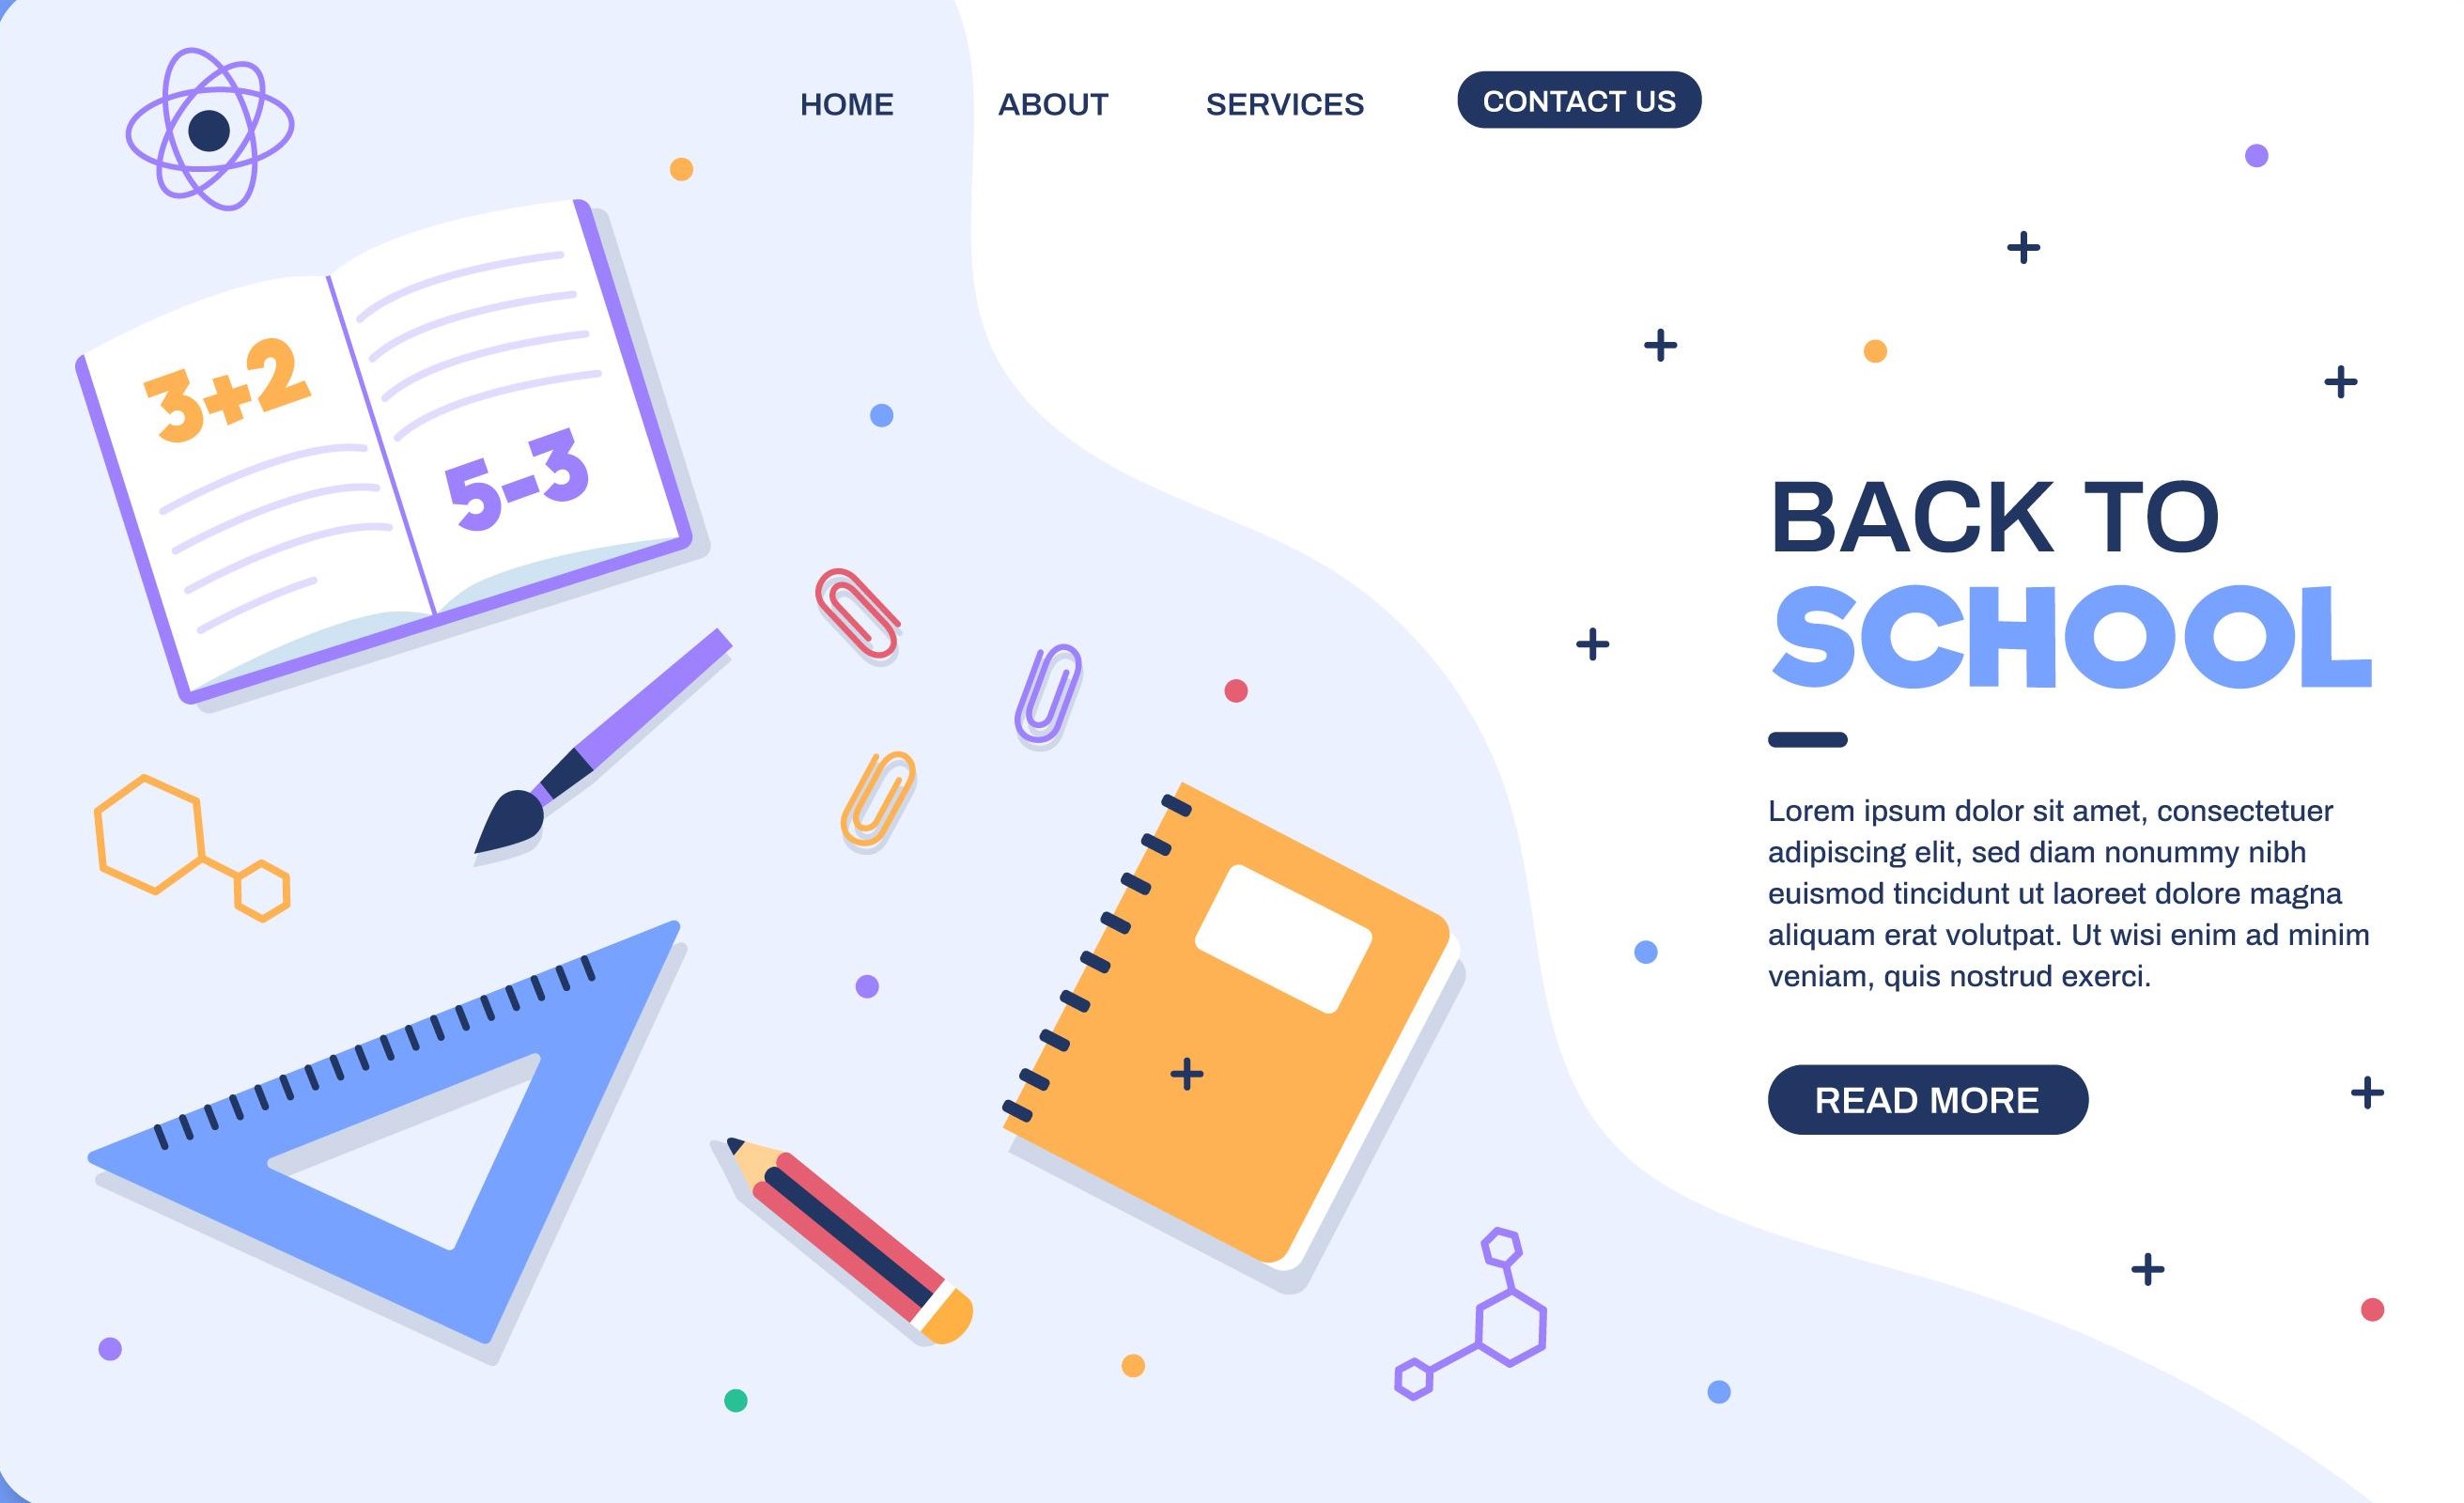 HOME ABOUT SERVICES CONTACT US
3+2
5-3
BACK TO
SCHOOL
Lorem ipsum dolor sit amet, consectetuer
adipiscing elit, sed diam nonummy nibh
euismod tincidunt ut laoreet dolore magna
aliquam erat volutpat. Ut wisi enim ad minim
veniam, quis nostrud exerci.
READ MORE